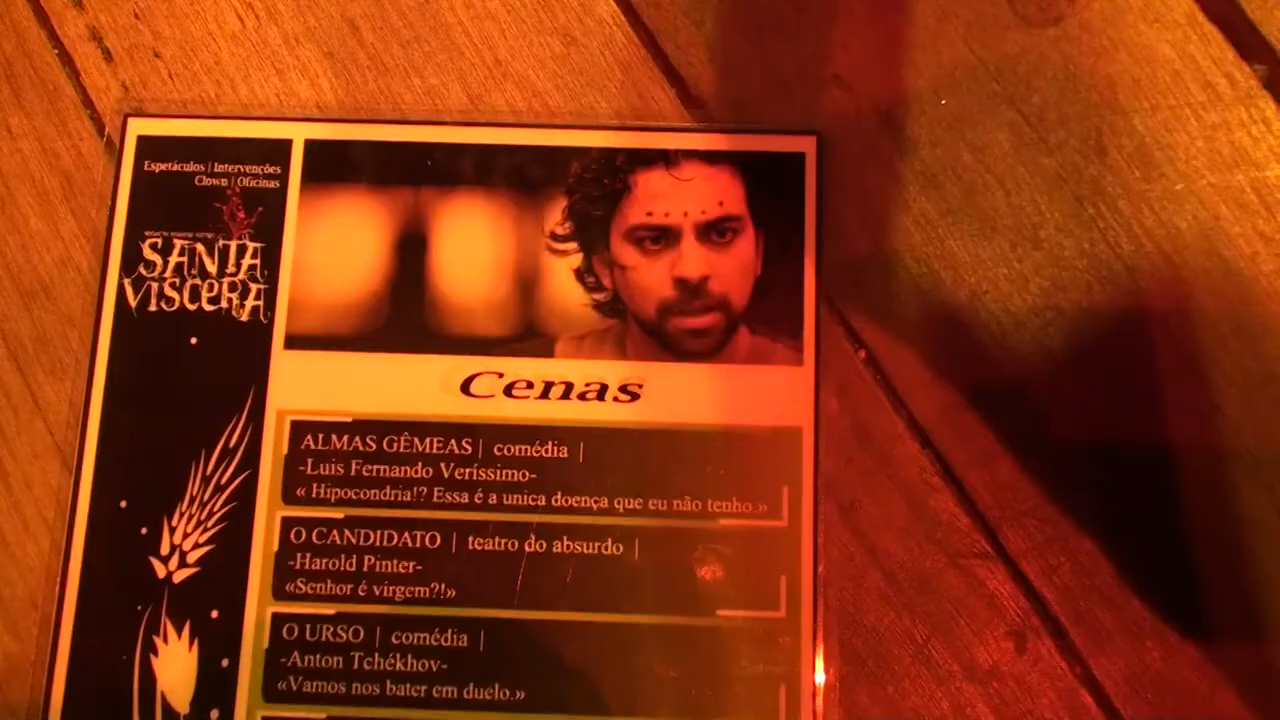 Espetáculos | Intervenções
Clown | Oficinas
SANTA
VISCERA
Cenas
ALMAS GÊMEAS | comédia |
-Luis Fernando Veríssimo-
« Hipocondria!? Essa é a unica doença que eu não tenho.»
O CANDIDATO | teatro do absurdo |
-Harold Pinter-
«Senhor é virgem?!»
O URSO | comédia |
-Anton Tchékhov-
«Vamos nos bater em duelo.»